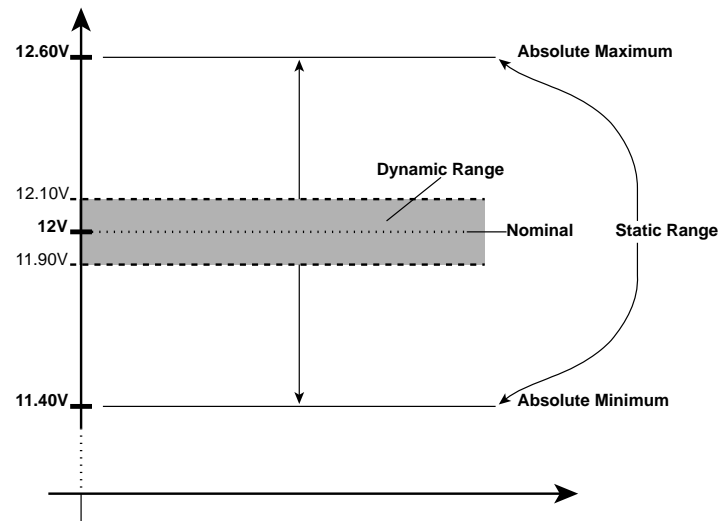 12.60V
Absolute Maximum
Dynamic Range
12.10V
12V
Nominal
Static Range
11.90V
11.40V
Absolute Minimum